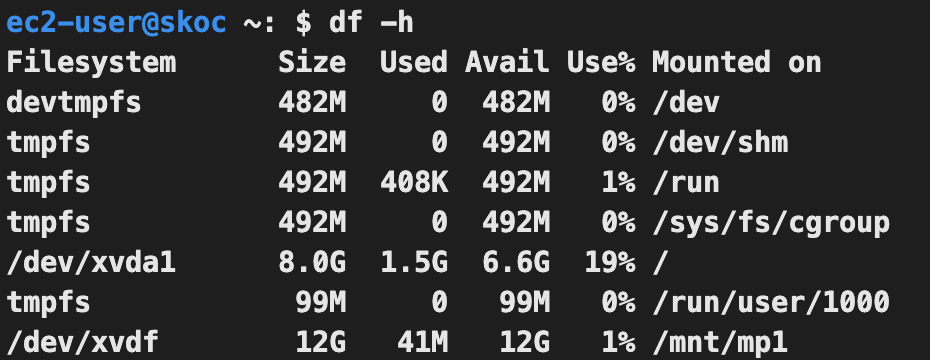 ec2-user@skoc ~: $ df -h
Filesystem      Size  Used Avail Use% Mounted on
devtmpfs        482M     0  482M   0% /dev
tmpfs           492M     0  492M   0% /dev/shm
tmpfs           492M  408K  492M   1% /run
tmpfs           492M     0  492M   0% /sys/fs/cgroup
/dev/xvda1      8.0G  1.5G  6.6G  19% /
tmpfs            99M     0   99M   0% /run/user/1000
/dev/xvdf        12G   41M   12G   1% /mnt/mp1